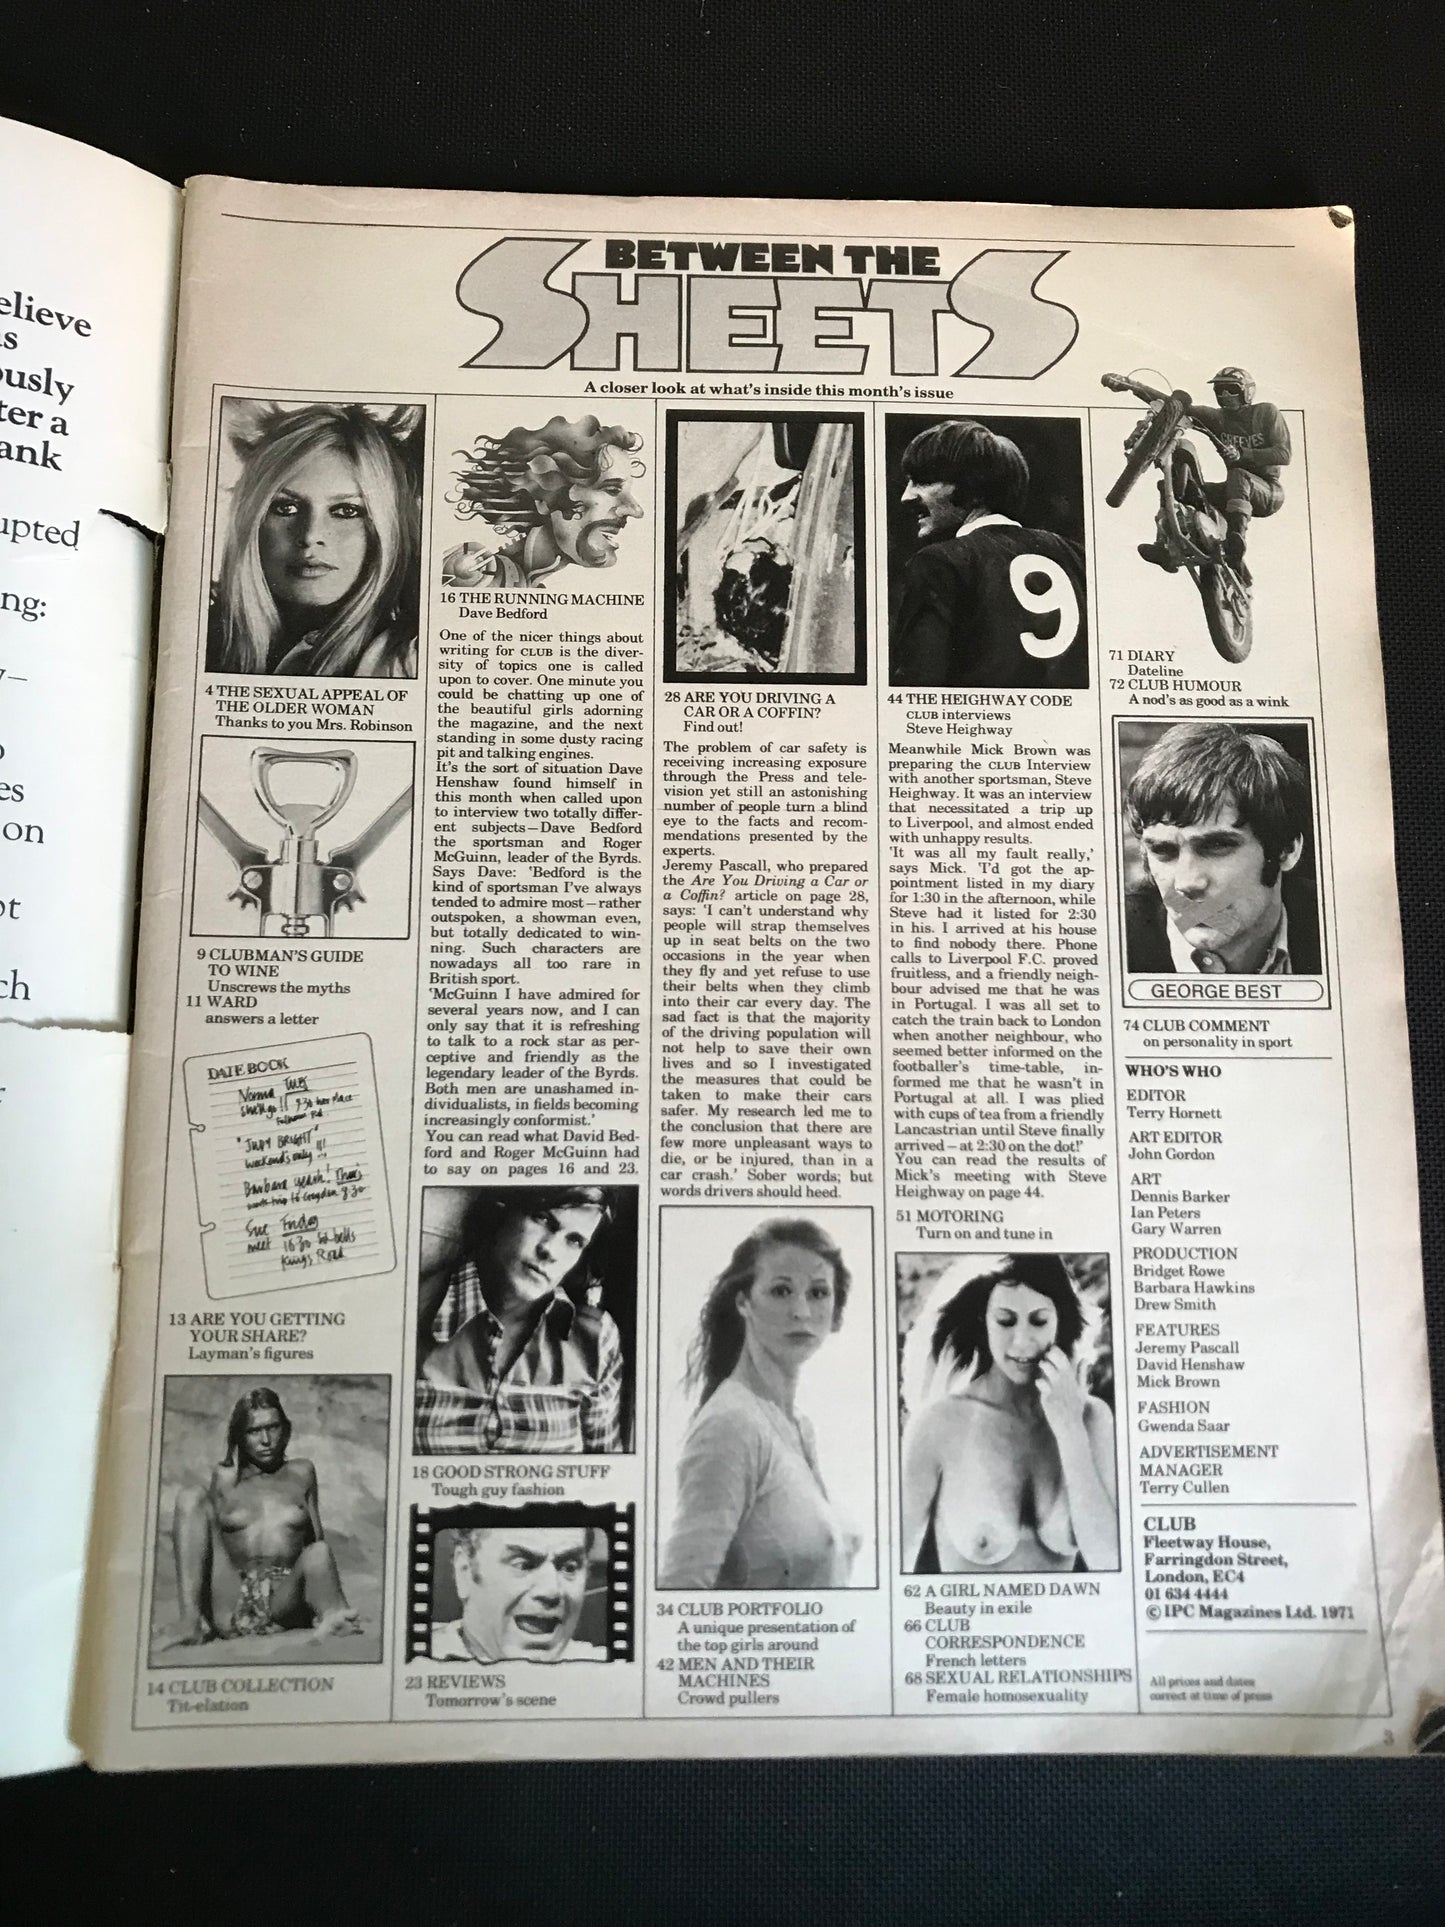 elieve
as
ously
ter a
ank
upted
ng:
es
on
ot
ch
BETWEEN THE
SHEETS
A closer look at what's inside this month's issue
4 THE SEXUAL APPEAL OF
THE OLDER WOMAN
Thanks to you Mrs. Robinson
9 CLUBMAN'S GUIDE
TO WINE
Unscrews the myths
11 WARD
answers a letter
DATE BOOK
Norma Tues
"JUDY BRIGHT"
weekends only!!!
Barbara yeah!
Sue Friday
meet
Kings Road
13 ARE YOU GETTING
YOUR SHARE?
Layman's figures
14 CLUB COLLECTION
Tit-elation
16 THE RUNNING MACHINE
Dave Bedford
One of the nicer things about
writing for CLUB is the diver-
sity of topics one is called
upon to cover. One minute you
could be chatting up one of
the beautiful girls adorning
the magazine, and the next
standing in some dusty racing
pit and talking engines.
It's the sort of situation Dave
Henshaw found himself in
this month when called upon
to interview two totally differ-
ent subjects—Dave Bedford
the sportsman and Roger
McGuinn, leader of the Byrds.
Says Dave: 'Bedford is the
kind of sportsman I've always
tended to admire most—rather
outspoken, a showman even,
but totally dedicated to win-
ning. Such characters are
nowadays all too rare in
British sport.
'McGuinn I have admired for
several years now, and I can
only say that it is refreshing
to talk to a rock star as per-
ceptive and friendly as the
legendary leader of the Byrds.
Both men are unashamed in-
dividualists, in fields becoming
increasingly conformist.'
You can read what David Bed-
ford and Roger McGuinn had
to say on pages 16 and 23.
18 GOOD STRONG STUFF
Tough guy fashion
23 REVIEWS
Tomorrow's scene
28 ARE YOU DRIVING A
CAR OR A COFFIN?
Find out!
The problem of car safety is
receiving increasing exposure
through the Press and tele-
vision yet still an astonishing
number of people turn a blind
eye to the facts and recom-
mendations presented by the
experts.
Jeremy Pascall, who prepared
the Are You Driving a Car or
a Coffin? article on page 28,
says: 'I can't understand why
people will strap themselves
up in seat belts on the two
occasions in the year when
they fly and yet refuse to use
their belts when they climb
into their car every day. The
sad fact is that the majority
of the driving population will
not help to save their own
lives and so I investigated
the measures that could be
taken to make their cars
safer. My research led me to
the conclusion that there are
few more unpleasant ways to
die, or be injured, than in a
car crash.' Sober words; but
words drivers should heed.
34 CLUB PORTFOLIO
A unique presentation of
the top girls around
42 MEN AND THEIR
MACHINES
Crowd pullers
9
44 THE HEIGHWAY CODE
CLUB interviews
Steve Heighway
Meanwhile Mick Brown was
preparing the CLUB Interview
with another sportsman, Steve
Heighway. It was an interview
that necessitated a trip up
to Liverpool, and almost ended
with unhappy results.
'It was all my fault really,'
says Mick. 'I'd got the ap-
pointment listed in my diary
for 1:30 in the afternoon, while
Steve had it listed for 2:30
in his. I arrived at his house
to find nobody there. Phone
calls to Liverpool F.C. proved
fruitless, and a friendly neigh-
bour advised me that he was
in Portugal. I was all set to
catch the train back to London
when another neighbour, who
seemed better informed on the
footballer's time-table, in-
formed me that he wasn't in
Portugal at all. I was plied
with cups of tea from a friendly
Lancastrian until Steve finally
arrived—at 2:30 on the dot!'
You can read the results of
Mick's meeting with Steve
Heighway on page 44.
51 MOTORING
Turn on and tune in
62 A GIRL NAMED DAWN
Beauty in exile
66 CLUB
CORRESPONDENCE
French letters
68 SEXUAL RELATIONSHIPS
Female homosexuality
GREEVES
71 DIARY
Dateline
72 CLUB HUMOUR
A nod's as good as a wink
GEORGE BEST
74 CLUB COMMENT
on personality in sport
WHO'S WHO
EDITOR
Terry Hornett
ART EDITOR
John Gordon
ART
Dennis Barker
Ian Peters
Gary Warren
PRODUCTION
Bridget Rowe
Barbara Hawkins
Drew Smith
FEATURES
Jeremy Pascall
David Henshaw
Mick Brown
FASHION
Gwenda Saar
ADVERTISEMENT
MANAGER
Terry Cullen
CLUB
Fleetway House,
Farringdon Street,
London, EC4
01 634 4444
© IPC Magazines Ltd. 1971
All prices and dates
correct at time of press
3